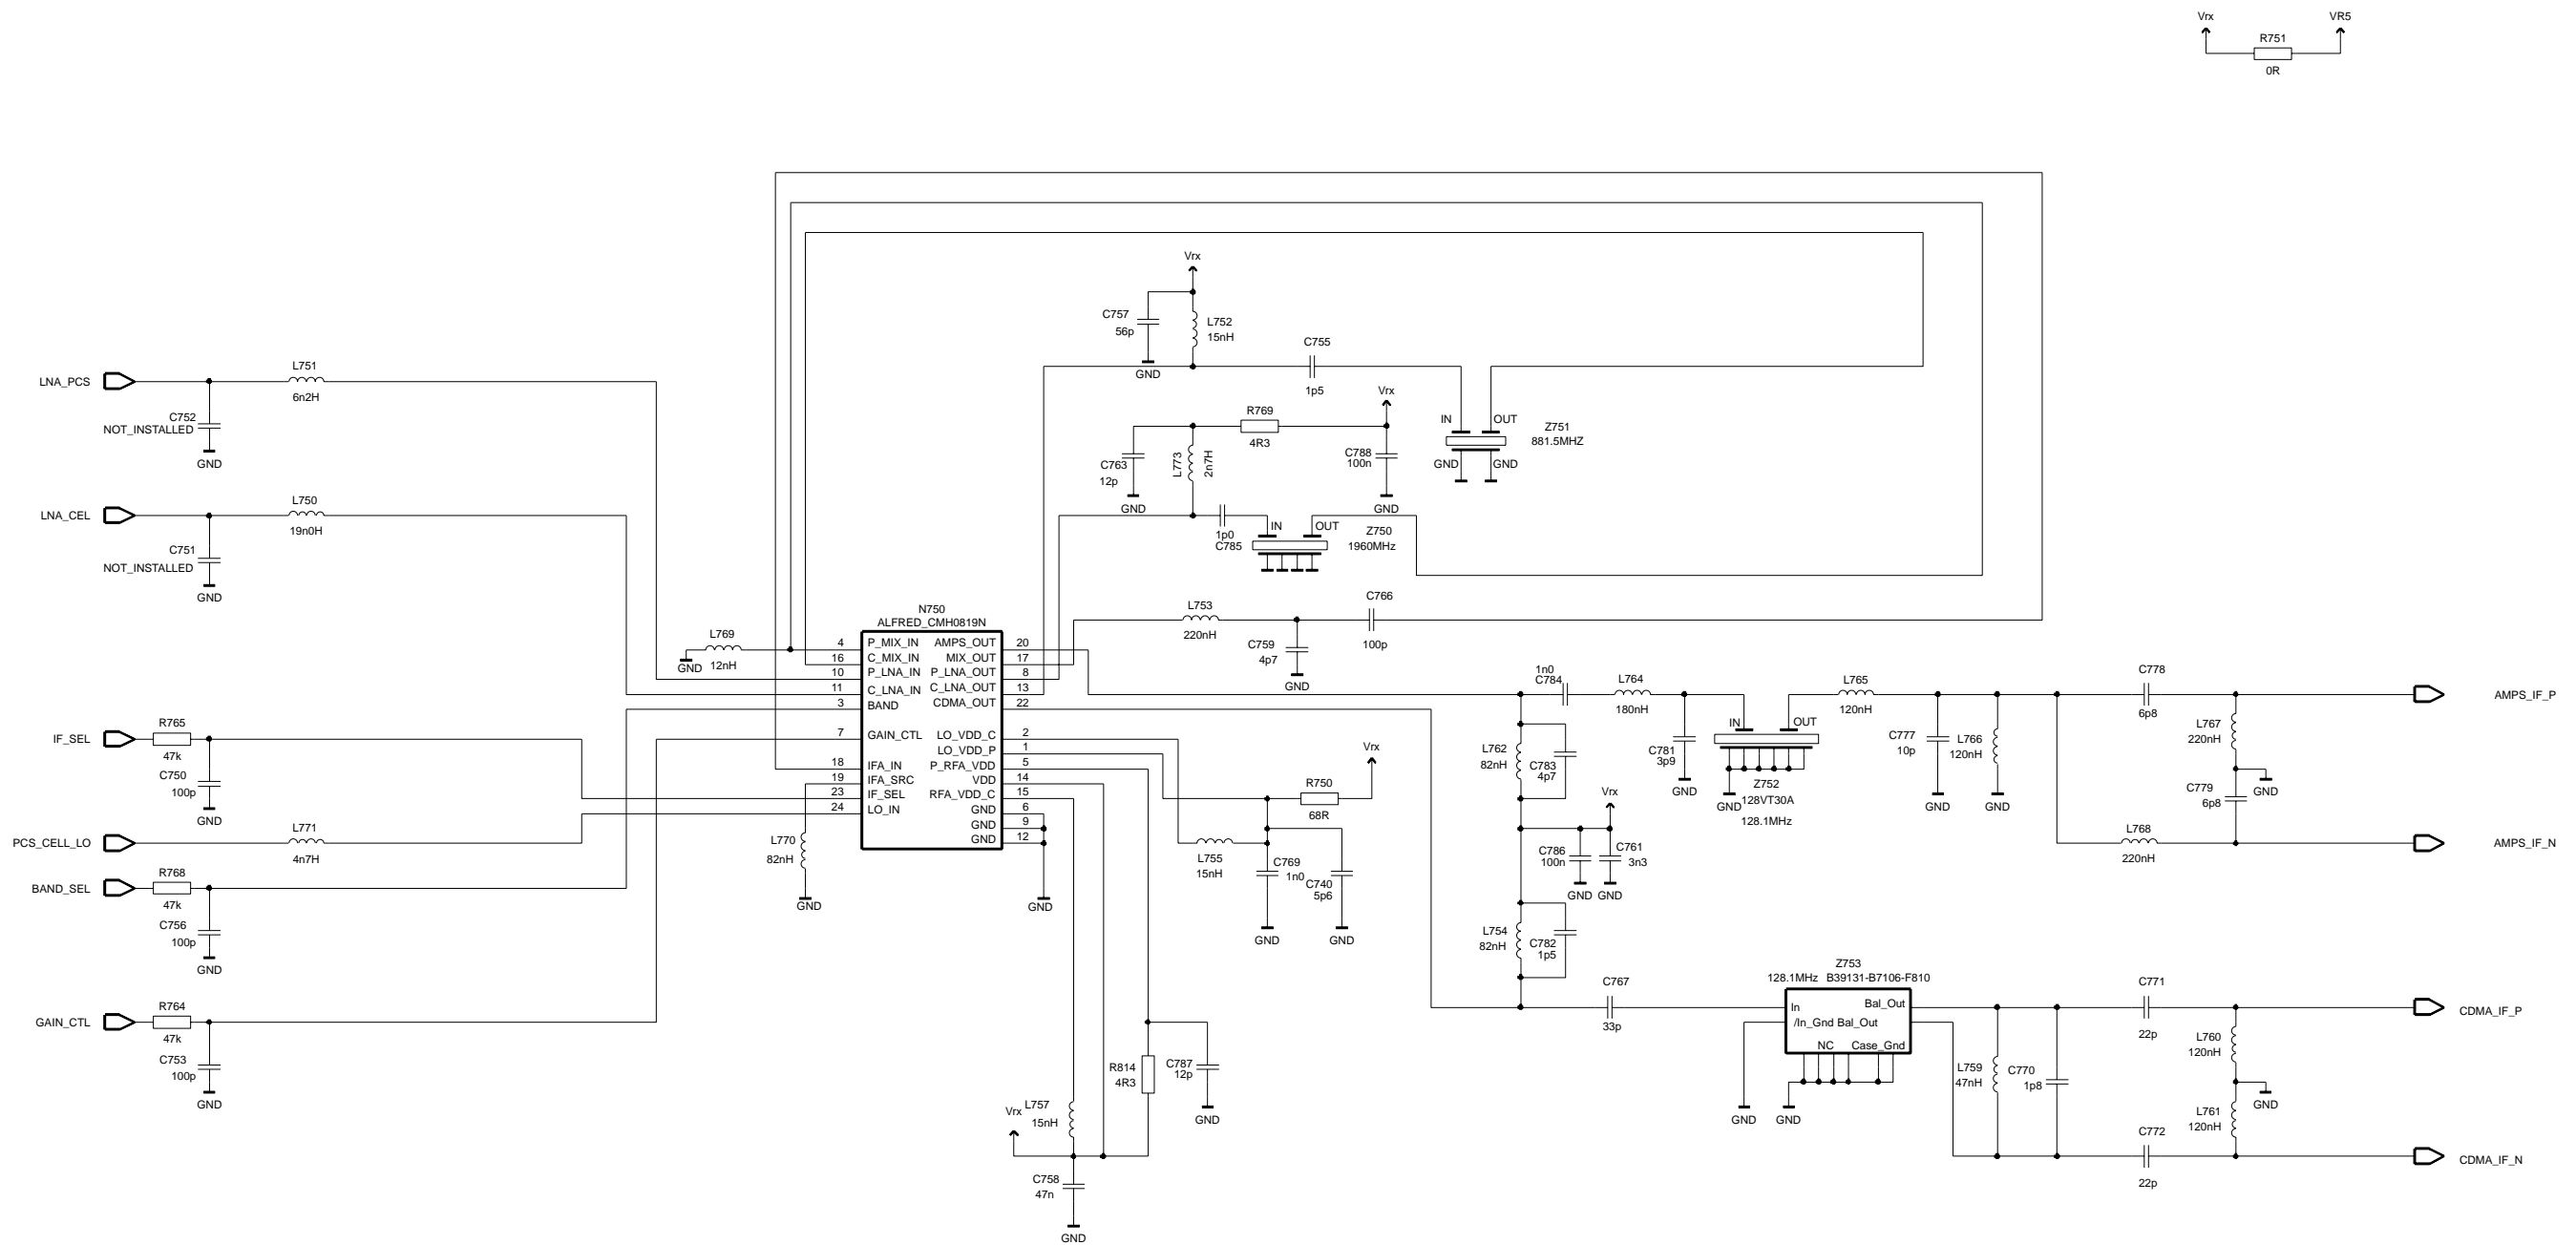 Vrx
VR5
R751
0R
Vrx
C757
56p
L752
15nH
GND
C755
1p5
LNA_PCS
L751
6n2H
C752
NOT_INSTALLED
GND
Vrx
R769
4R3
C763
12p
L773
2n7H
C788
100n
GND
GND
IN
OUT
Z751
881.5MHZ
GND
GND
LNA_CEL
L750
19n0H
C751
NOT_INSTALLED
GND
1p0
C785
IN
OUT
Z750
1960MHz
N750
ALFRED_CMH0819N
L753
220nH
C759
4p7
GND
C766
100p
L769
12nH
GND
4
P_MIX_IN
AMPS_OUT
20
16
C_MIX_IN
MIX_OUT
17
10
P_LNA_IN
P_LNA_OUT
8
11
C_LNA_IN
C_LNA_OUT
13
3
BAND
CDMA_OUT
22
7
GAIN_CTL
LO_VDD_C
2
LO_VDD_P
1
18
IFA_IN
P_RFA_VDD
5
19
IFA_SRC
VDD
14
23
IF_SEL
RFA_VDD_C
15
24
LO_IN
GND
6
GND
9
GND
12
IF_SEL
R765
47k
C750
100p
GND
PCS_CELL_LO
L771
4n7H
L770
82nH
GND
GND
BAND_SEL
R768
47k
C756
100p
GND
GAIN_CTL
R764
47k
C753
100p
GND
Vrx
R750
68R
L755
15nH
C769
1n0
C740
5p6
GND
GND
1n0
C784
L764
180nH
L762
82nH
C783
4p7
C781
3p9
GND
IN
OUT
Z752
GND
128VT30A
128.1MHz
L765
120nH
C777
10p
GND
L766
120nH
GND
C778
6p8
L767
220nH
GND
C779
6p8
L768
220nH
AMPS_IF_P
AMPS_IF_N
Vrx
C786
100n
C761
3n3
GND
GND
L754
82nH
C782
1p5
C767
33p
Z753
128.1MHz B39131-B7106-F810
In
Bal_Out
/In_Gnd
Bal_Out
NC
Case_Gnd
GND
GND
L759
47nH
C770
1p8
C771
22p
L760
120nH
GND
L761
120nH
C772
22p
CDMA_IF_P
CDMA_IF_N
R814
4R3
C787
12p
GND
Vrx
L757
15nH
C758
47n
GND